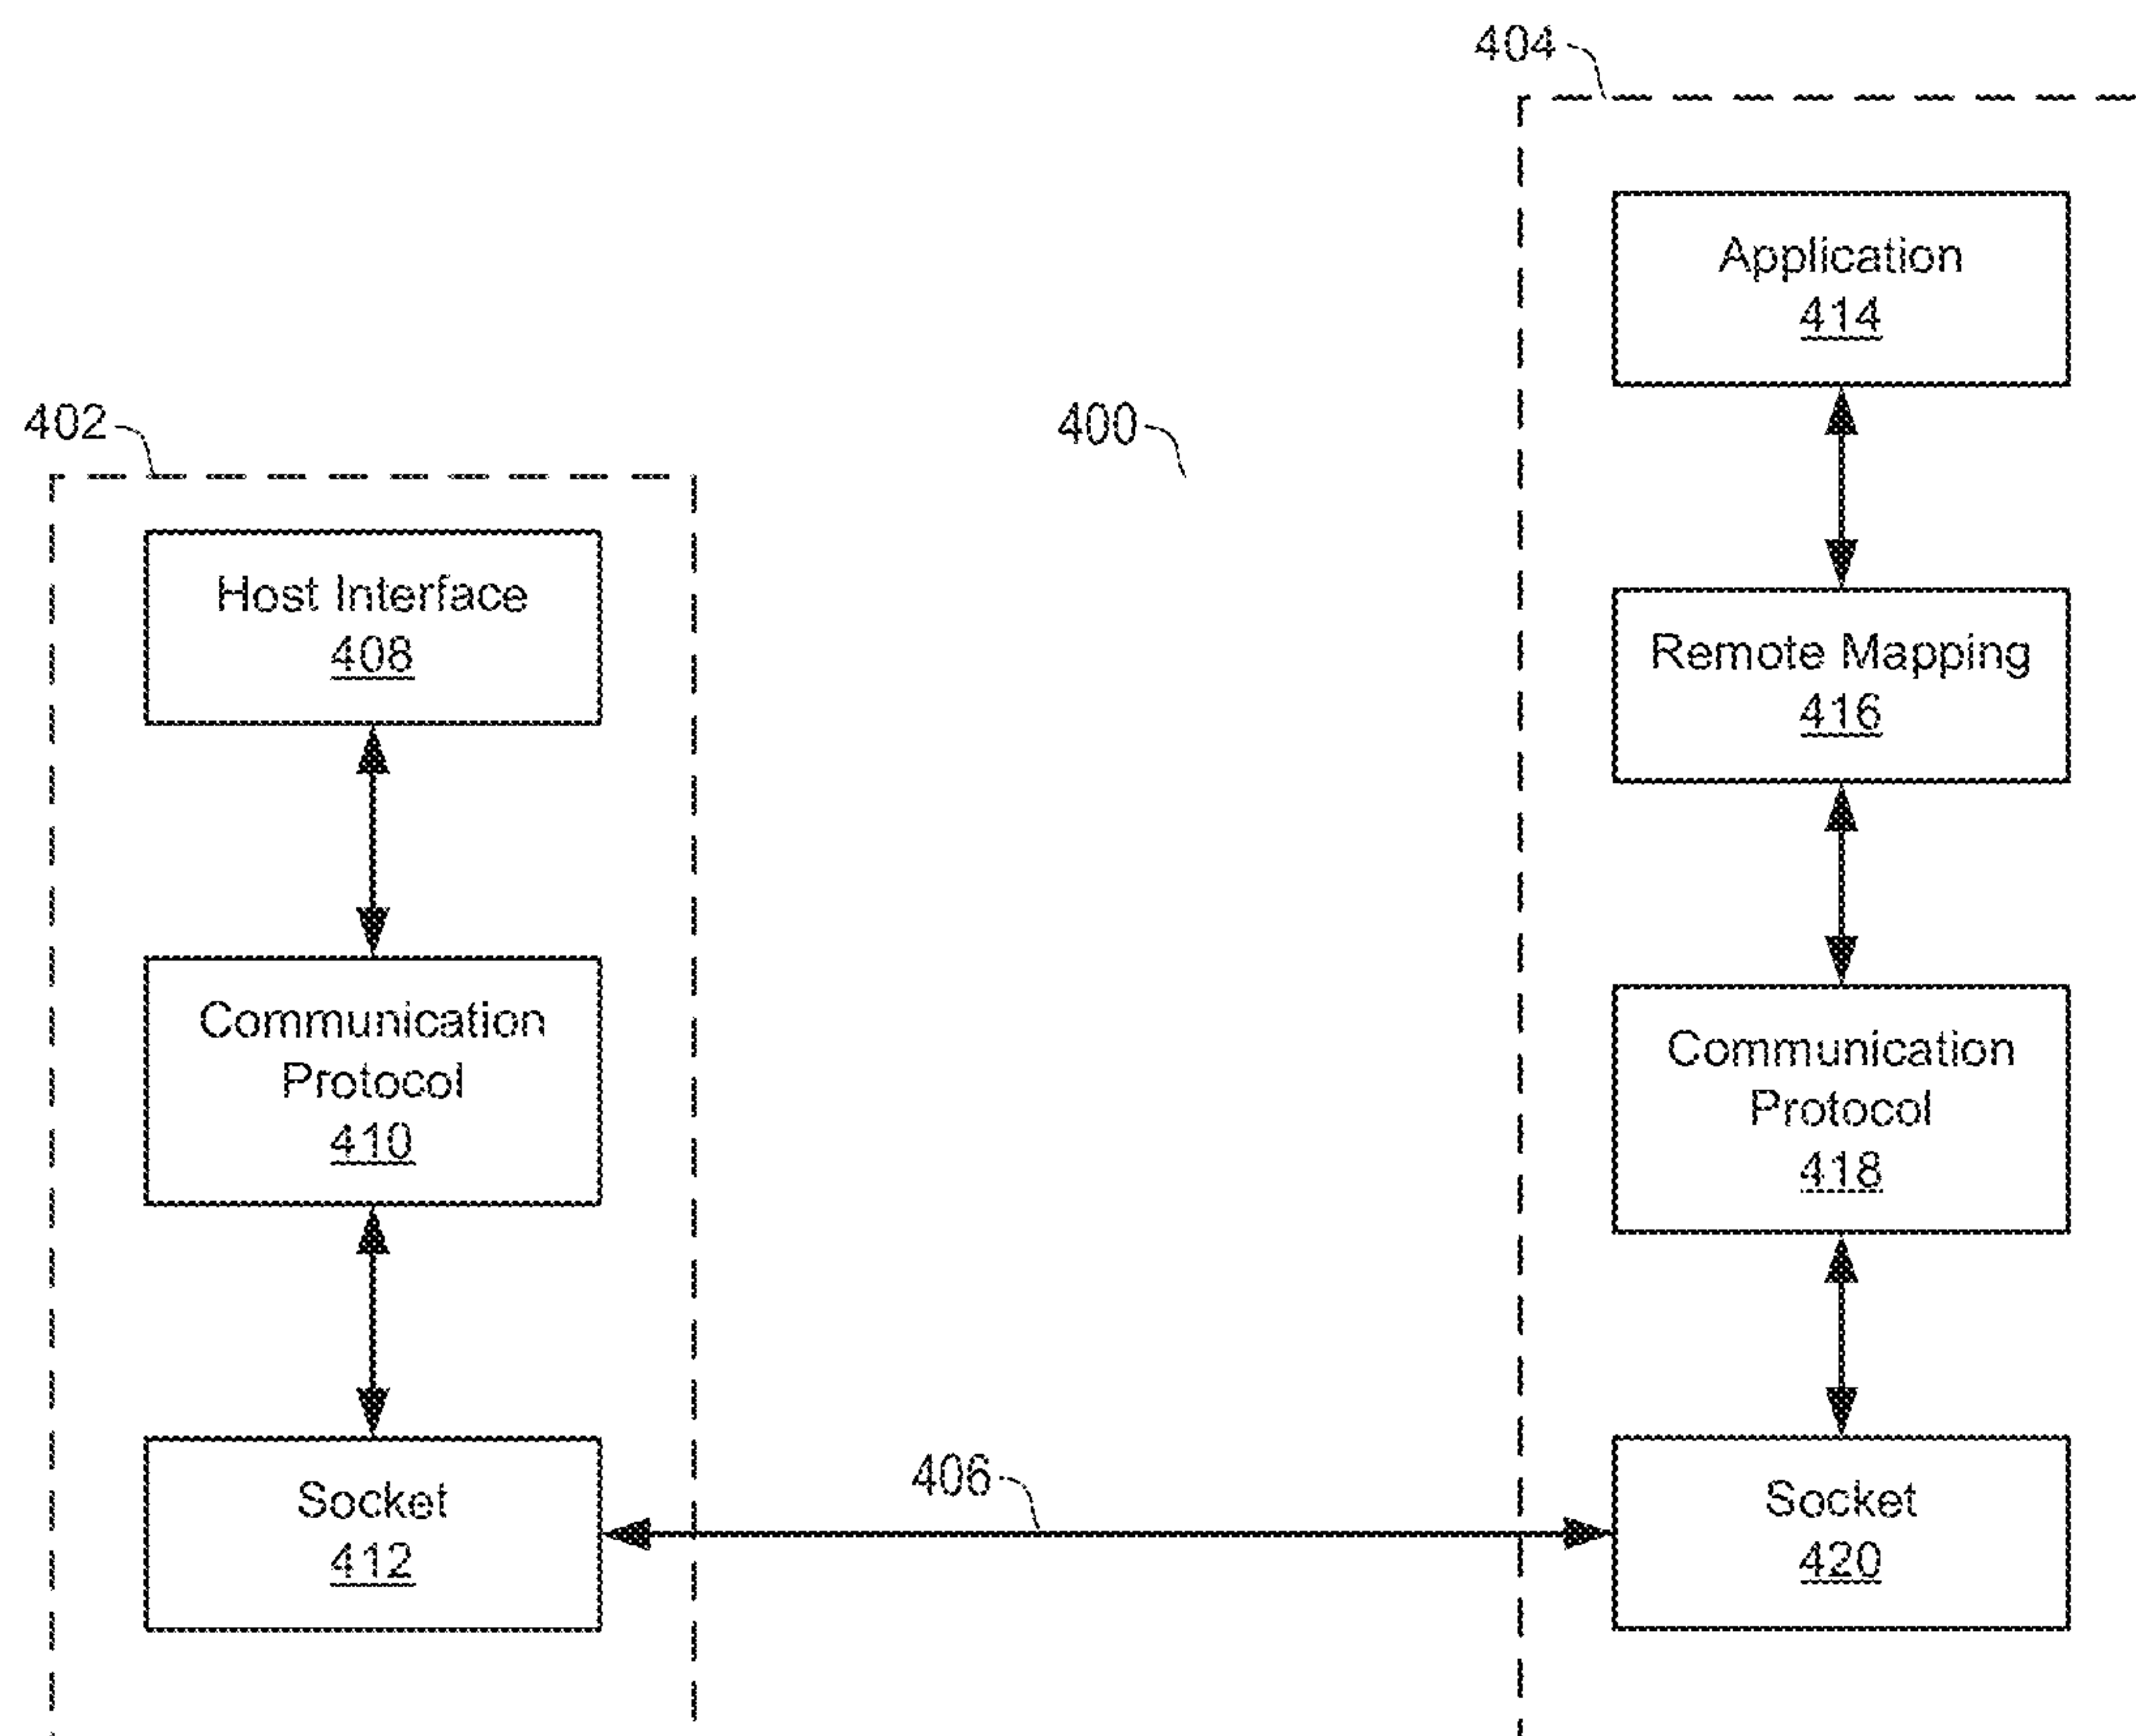 404
Application
414
402
400
Host Interface
408
Remote Mapping
416
Communication
Protocol
410
Communication
Protocol
418
406
Socket
412
Socket
420